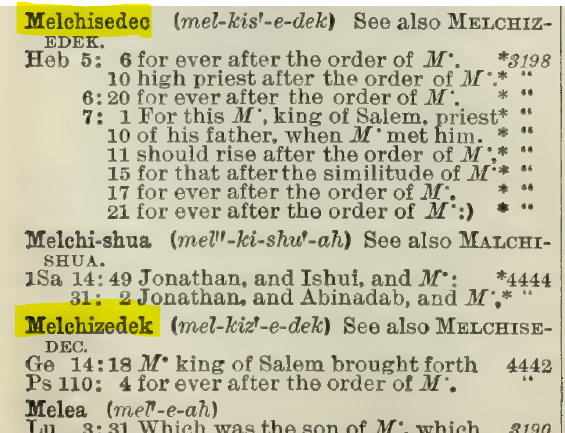 Melchisedec (mel-kis'-e-dek) See also MELCHIZ-
EDEK.
Heb 5: 6 for ever after the order of M·. *3198
10 high priest after the order of M·.* “
6:20 for ever after the order of M·. * “
7: 1 For this M·, king of Salem, priest* “
10 of his father, when M· met him. * “
11 should rise after the order of M·,* “
15 for that after the similitude of M·* “
17 for ever after the order of M·. * “
21 for ever after the order of M·:) * “
Melchi-shua (mel''-ki-shu'-ah) See also MALCHI-
SHUA.
1Sa 14:49 Jonathan, and Ishui, and M·: *4444
31: 2 Jonathan, and Abinadab, and M·,* “
Melchizedek (mel-kiz'-e-dek) See also MELCHISE-
DEC.
Ge 14:18 M· king of Salem brought forth 4442
Ps 110: 4 for ever after the order of M·. “
Melea (mel'-e-ah)
Lu 3:31 Which was the son of M·, which 3190